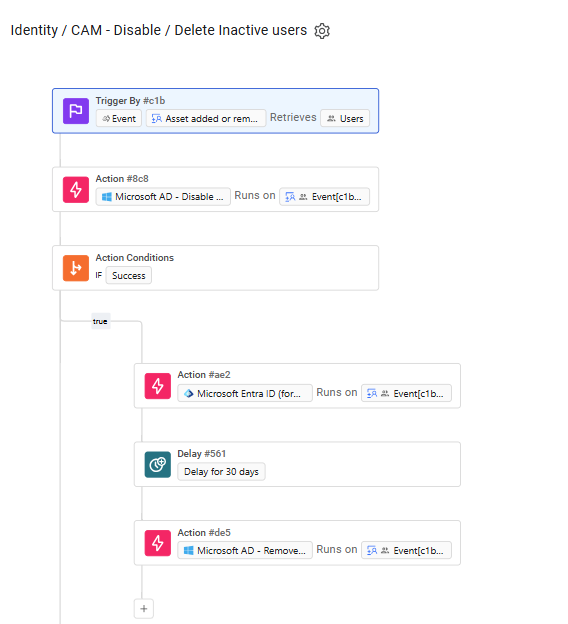 Identity / CAM - Disable / Delete Inactive users
Trigger By #c1b
Event Asset added or rem... Retrieves Users
Action #8c8
Microsoft AD - Disable ... Runs on Event[c1b...
Action Conditions
IF Success
true
Action #ae2
Microsoft Entra ID (for... Runs on Event[c1b...
Delay #561
Delay for 30 days
Action #de5
Microsoft AD - Remove... Runs on Event[c1b...
+